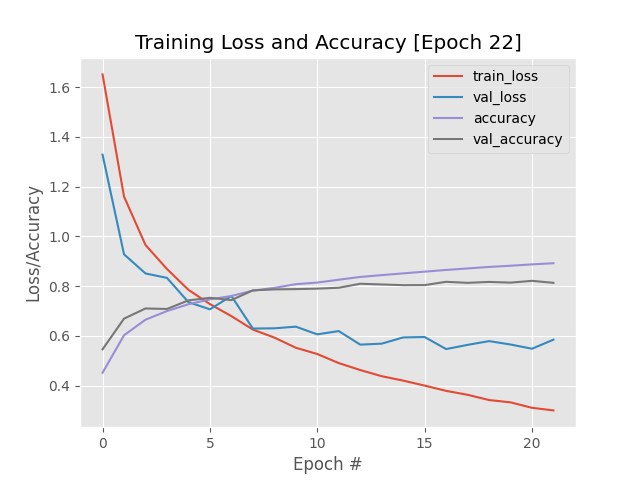 Training Loss and Accuracy [Epoch 22]
train_loss
val_loss
accuracy
val_accuracy
1.6
1.4
1.2
1.0
0.8
0.6
0.4
Loss/Accuracy
0 5 10 15 20
Epoch #